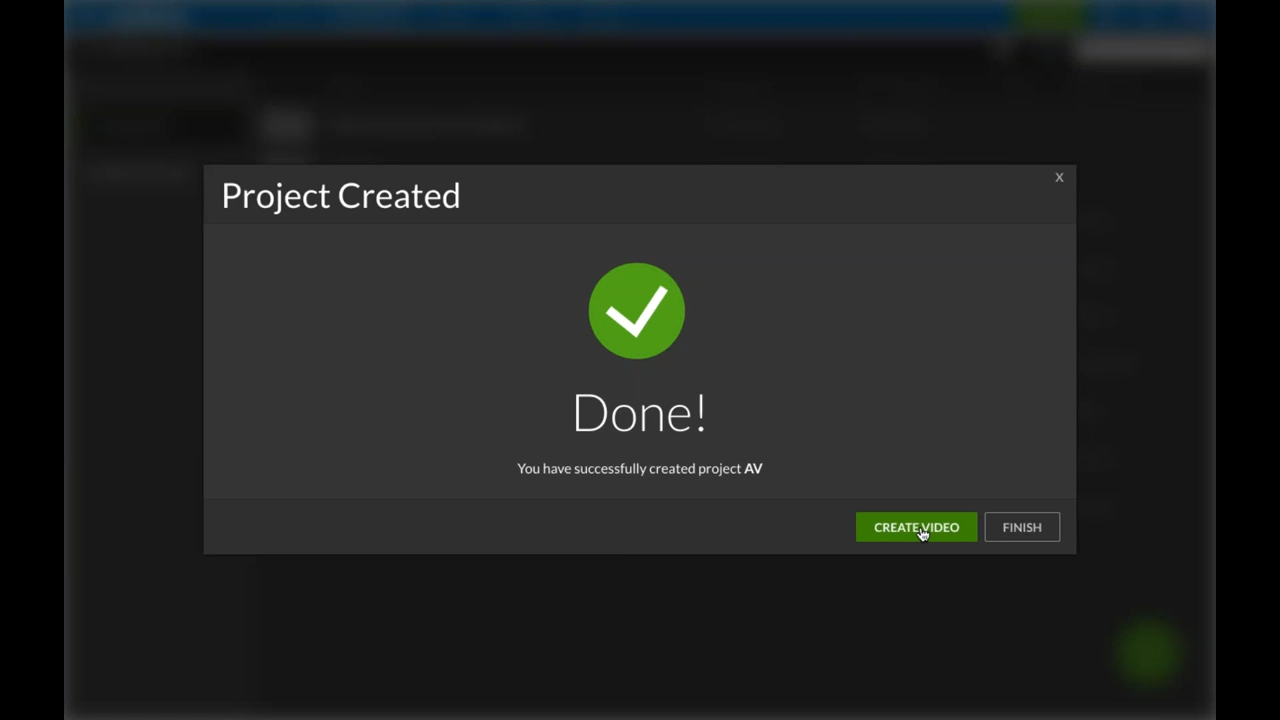 Project Created
X
Done!
You have successfully created project AV
CREATE VIDEO
FINISH